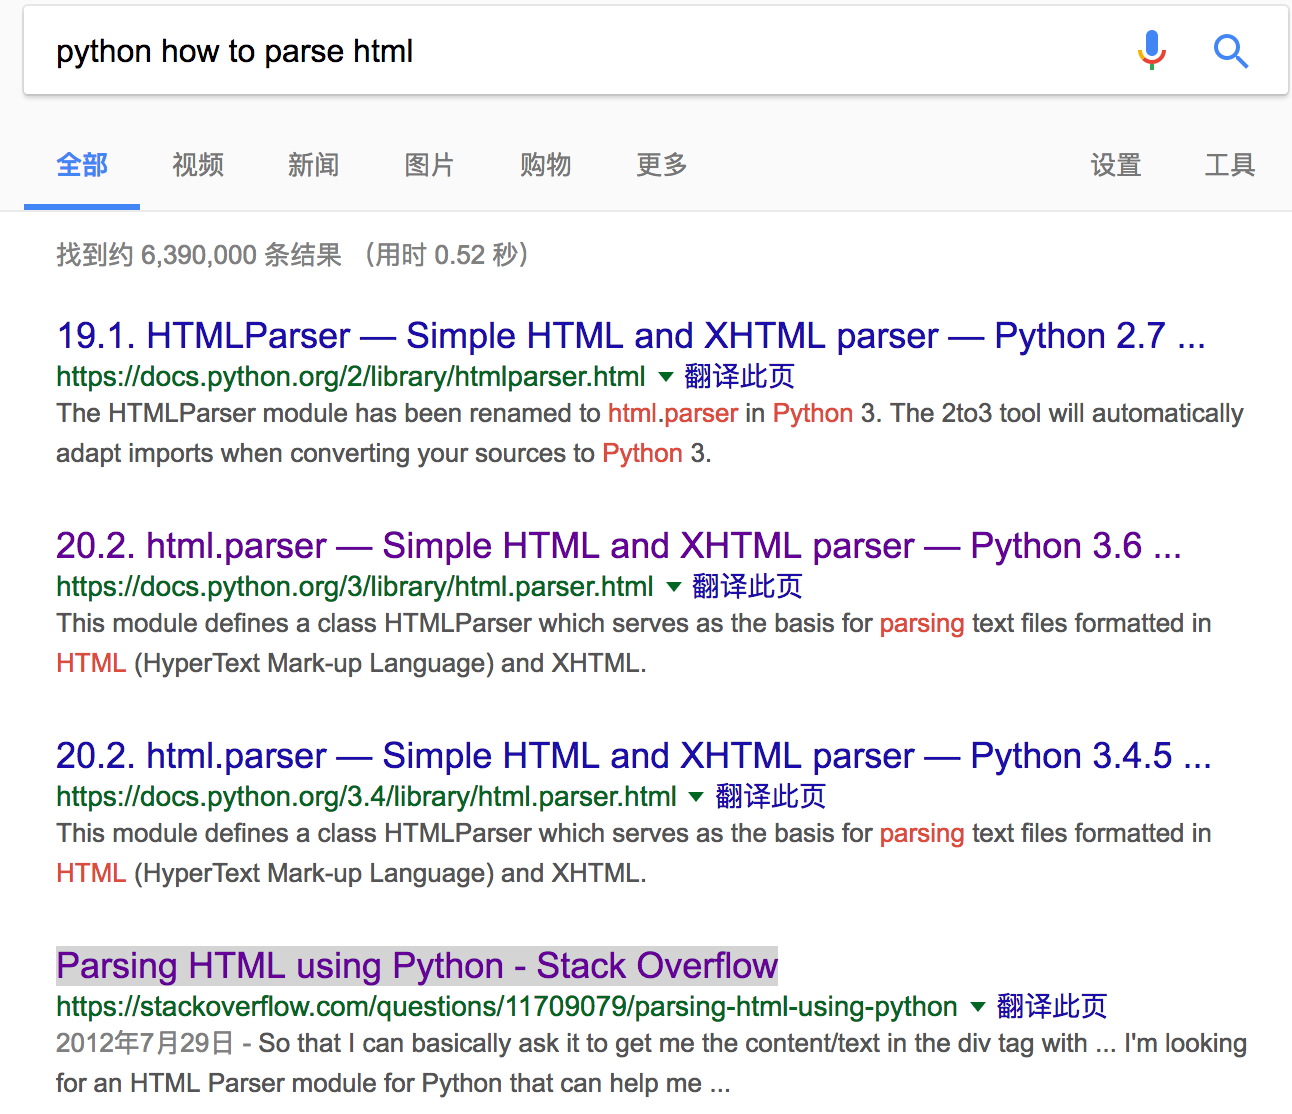 python how to parse html
全部 视频 新闻 图片 购物 更多 设置 工具
找到约 6,390,000 条结果 （用时 0.52 秒）
19.1. HTMLParser — Simple HTML and XHTML parser — Python 2.7 ...
https://docs.python.org/2/library/htmlparser.html 翻译此页
The HTMLParser module has been renamed to html.parser in Python 3. The 2to3 tool will automatically
adapt imports when converting your sources to Python 3.
20.2. html.parser — Simple HTML and XHTML parser — Python 3.6 ...
https://docs.python.org/3/library/html.parser.html 翻译此页
This module defines a class HTMLParser which serves as the basis for parsing text files formatted in
HTML (HyperText Mark-up Language) and XHTML.
20.2. html.parser — Simple HTML and XHTML parser — Python 3.4.5 ...
https://docs.python.org/3.4/library/html.parser.html 翻译此页
This module defines a class HTMLParser which serves as the basis for parsing text files formatted in
HTML (HyperText Mark-up Language) and XHTML.
Parsing HTML using Python - Stack Overflow
https://stackoverflow.com/questions/11709079/parsing-html-using-python 翻译此页
2012年7月29日 - So that I can basically ask it to get me the content/text in the div tag with ... I'm looking
for an HTML Parser module for Python that can help me ...